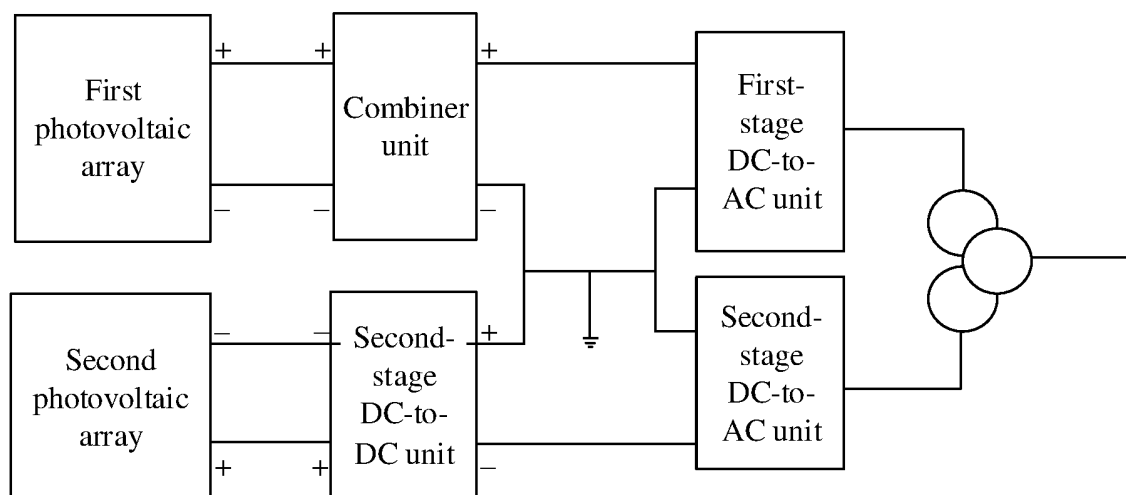 First
photovoltaic
array
+
−
+
−
Combiner
unit
+
−
First-
stage
DC-to-
AC unit
Second
photovoltaic
array
−
+
−
+
Second-
stage
DC-to-
DC unit
+
−
Second-
stage
DC-to-
AC unit